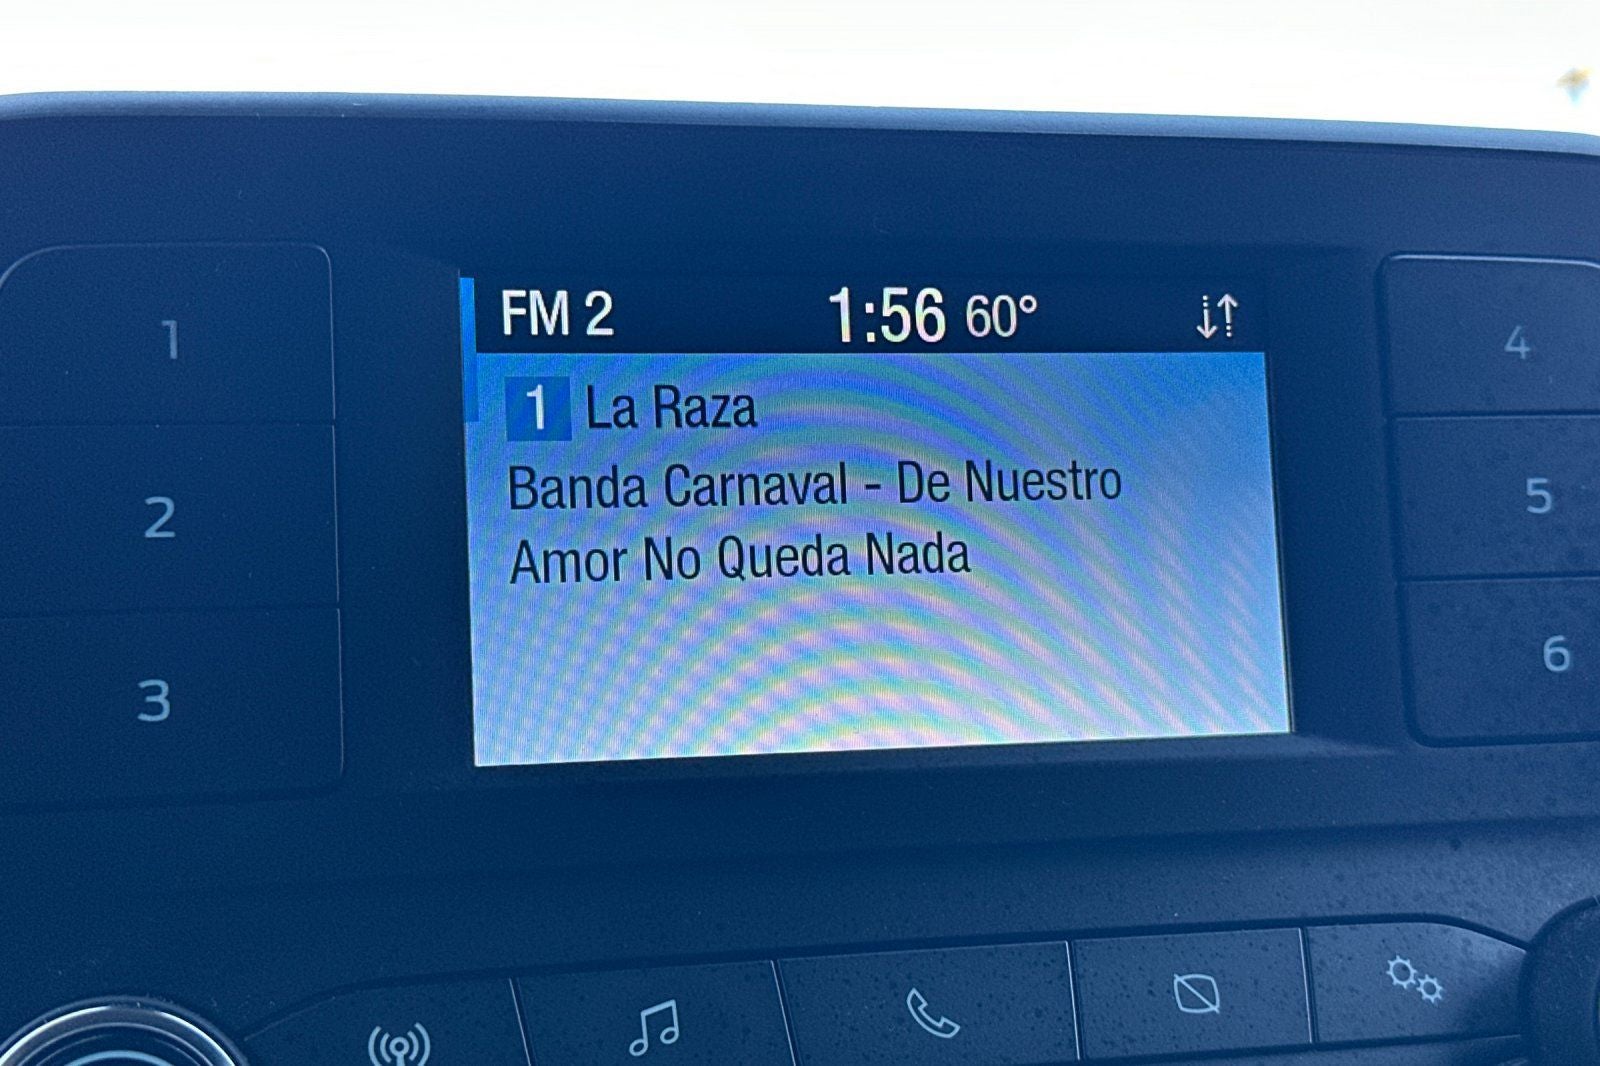 FM 2 1:56 60°
1 La Raza
Banda Carnaval - De Nuestro
Amor No Queda Nada
1
2
3
4
5
6